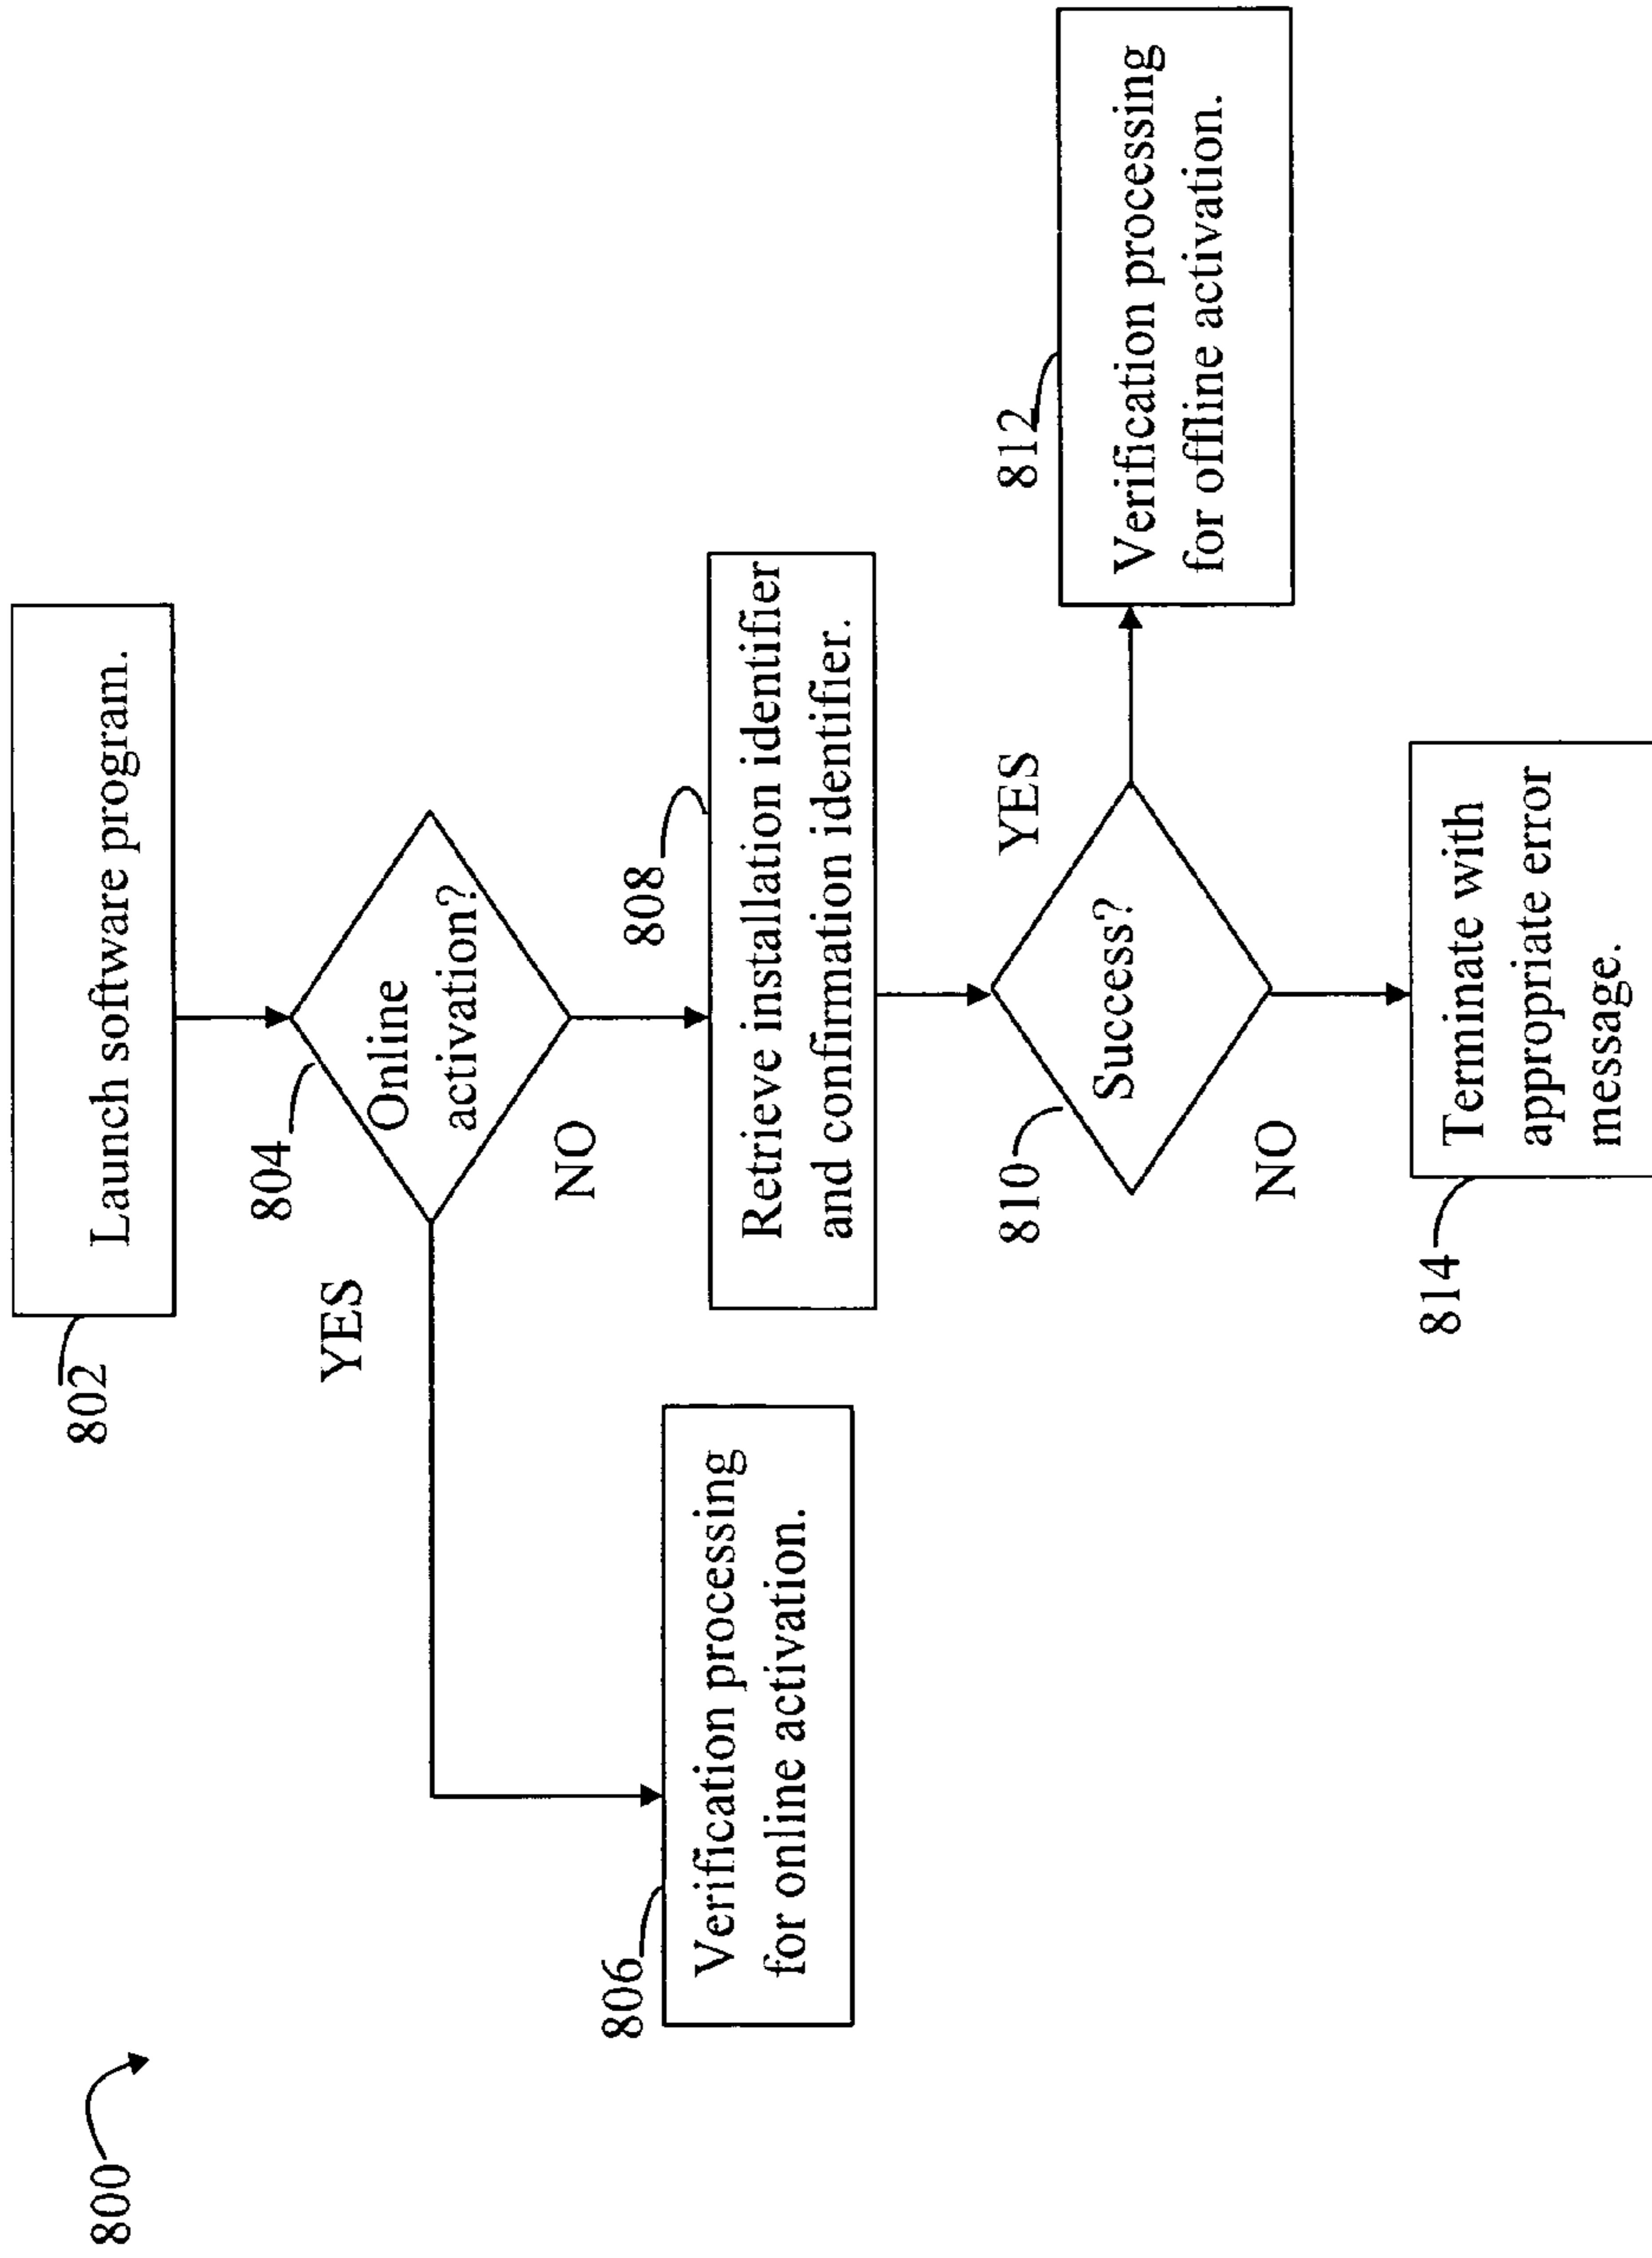 800
802
Launch software program.
804
Online
activation?
YES
NO
806
Verification processing
for online activation.
808
Retrieve installation identifier
and confirmation identifier.
810
Success?
YES
NO
812
Verification processing
for offline activation.
814
Terminate with
appropriate error
message.